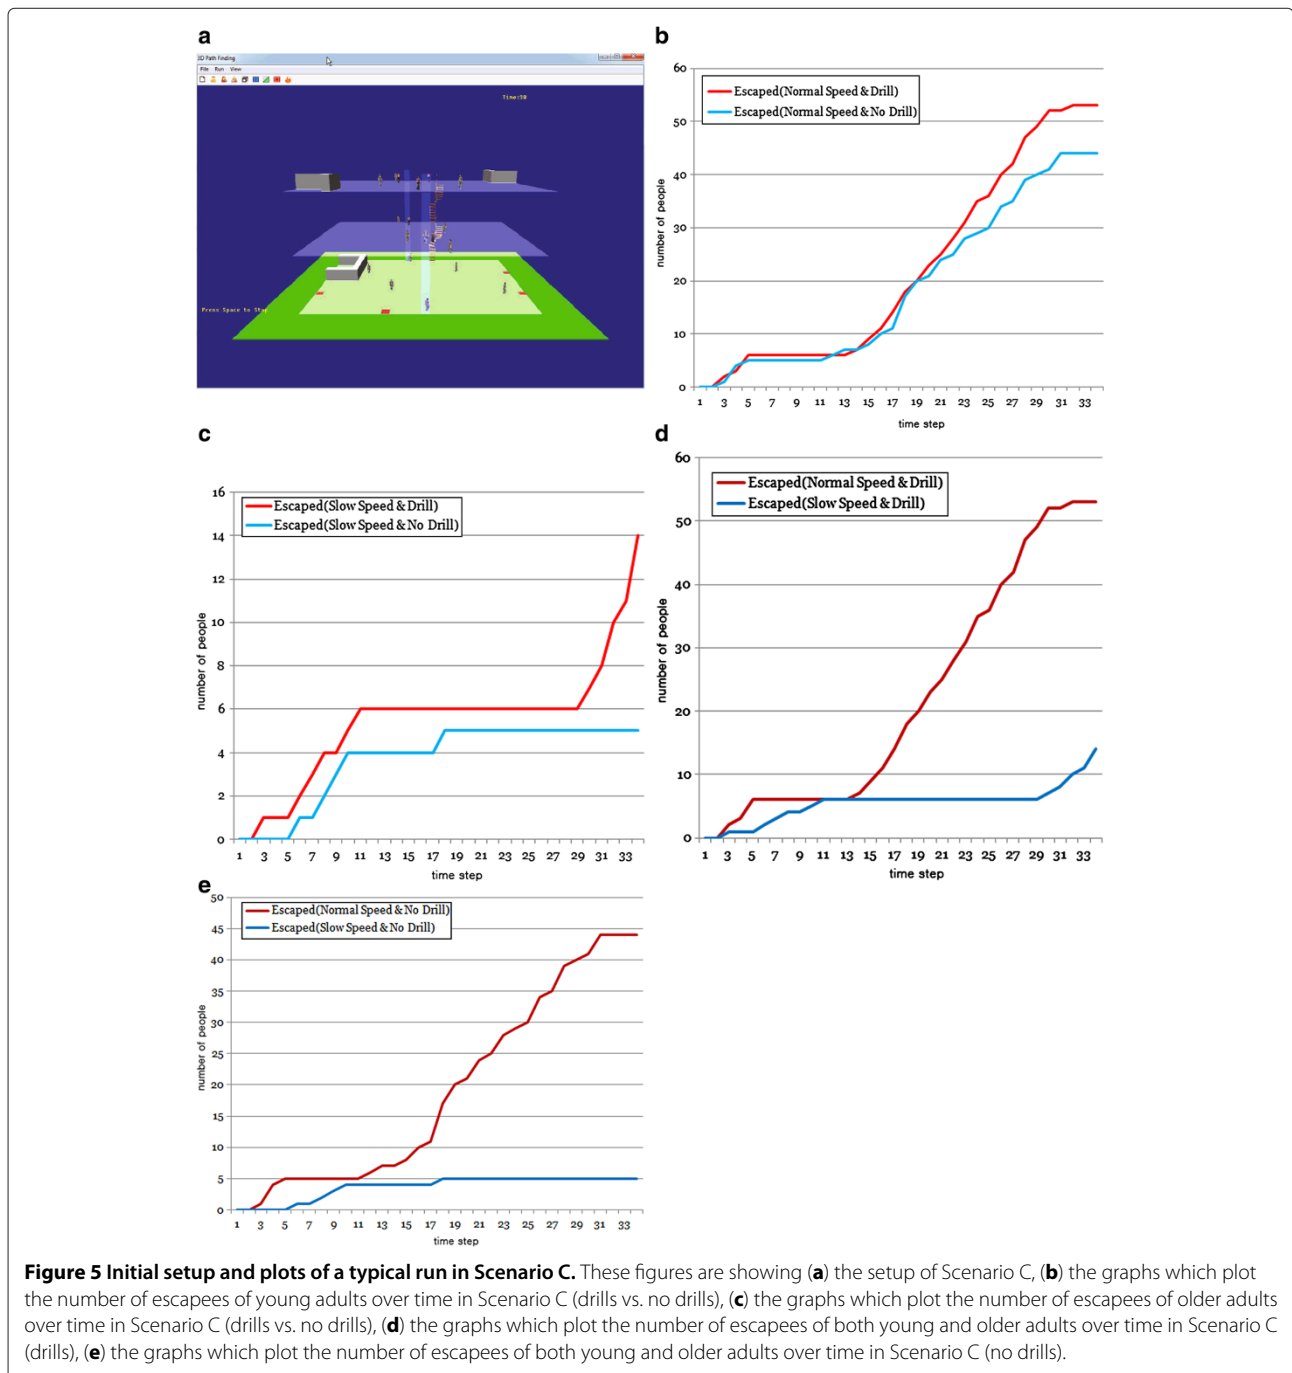 a
3D Path Finding
File Run View
Time:50
Press Space to Stop
b
60
50
40
30
20
10
0
Escaped(Normal Speed & Drill)
Escaped(Normal Speed & No Drill)
number of people
1 3 5 7 9 11 13 15 17 19 21 23 25 27 29 31 33
time step
c
16
14
12
10
8
6
4
2
0
Escaped(Slow Speed & Drill)
Escaped(Slow Speed & No Drill)
number of people
1 3 5 7 9 11 13 15 17 19 21 23 25 27 29 31 33
time step
d
60
50
40
30
20
10
0
Escaped(Normal Speed & Drill)
Escaped(Slow Speed & Drill)
number of people
1 3 5 7 9 11 13 15 17 19 21 23 25 27 29 31 33
time step
e
50
45
40
35
30
25
20
15
10
5
0
Escaped(Normal Speed & No Drill)
Escaped(Slow Speed & No Drill)
number of people
1 3 5 7 9 11 13 15 17 19 21 23 25 27 29 31 33
time step
Figure 5 Initial setup and plots of a typical run in Scenario C. These figures are showing (a) the setup of Scenario C, (b) the graphs which plot
the number of escapees of young adults over time in Scenario C (drills vs. no drills), (c) the graphs which plot the number of escapees of older adults
over time in Scenario C (drills vs. no drills), (d) the graphs which plot the number of escapees of both young and older adults over time in Scenario C
(drills), (e) the graphs which plot the number of escapees of both young and older adults over time in Scenario C (no drills).